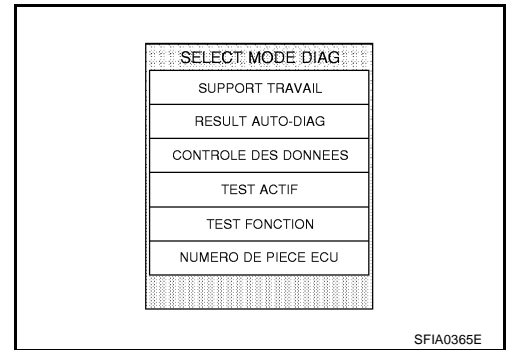 SELECT MODE DIAG
SUPPORT TRAVAIL
RESULT AUTO-DIAG
CONTROLE DES DONNEES
TEST ACTIF
TEST FONCTION
NUMERO DE PIECE ECU
SFIA0365E